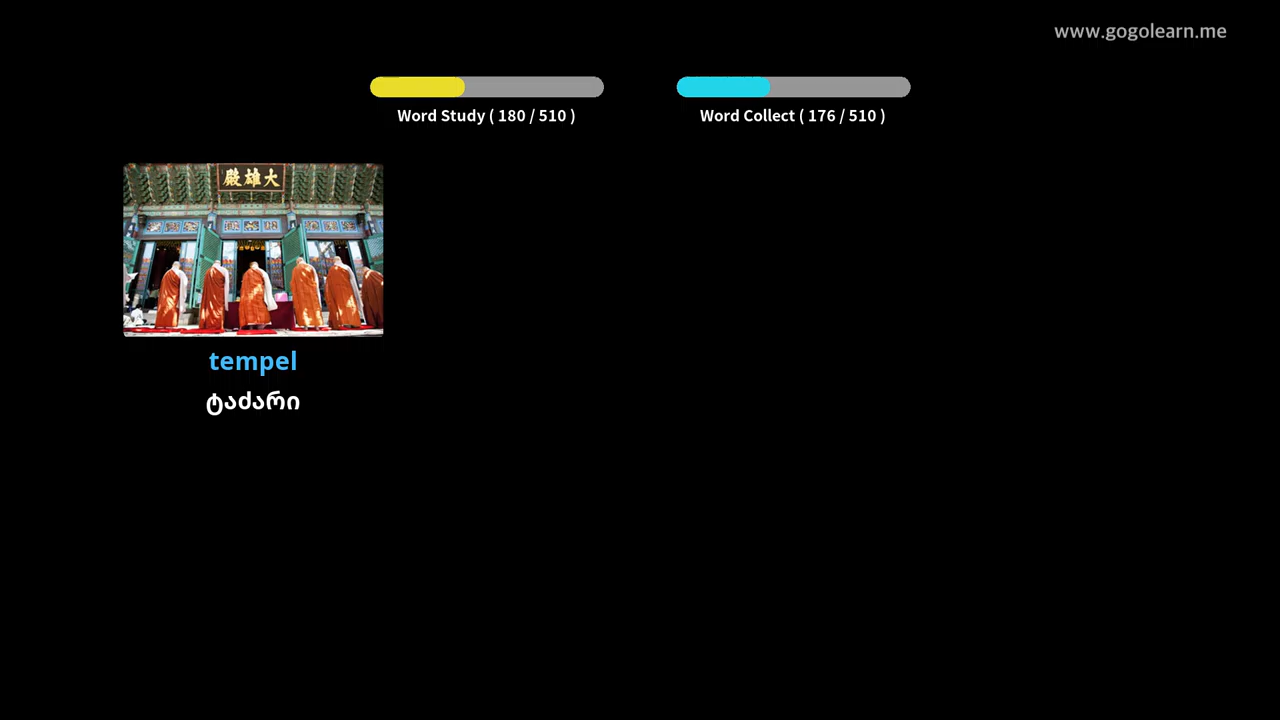 www.gogolearn.me
Word Study ( 180 / 510 )
Word Collect ( 176 / 510 )
大雄殿
tempel
ტაძარი